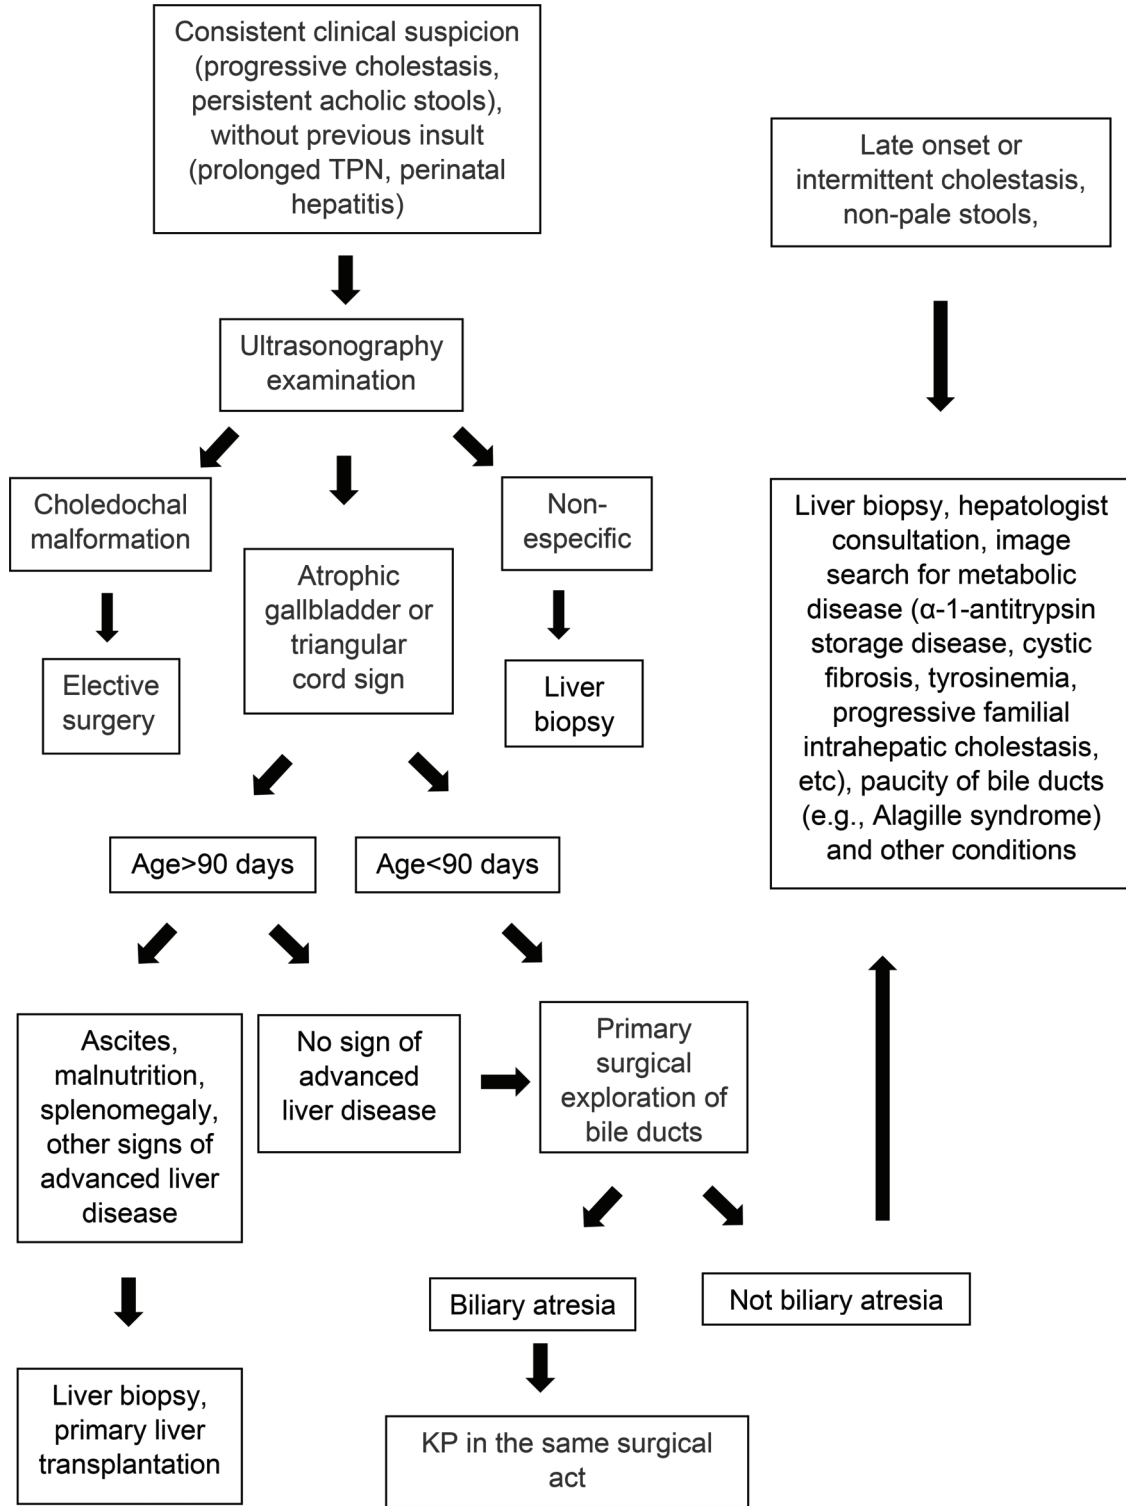 Consistent clinical suspicion
(progressive cholestasis,
persistent acholic stools),
without previous insult
(prolonged TPN, perinatal
hepatitis)
Late onset or
intermittent cholestasis,
non-pale stools,
Ultrasonography
examination
Choledochal
malformation
Atrophic
gallbladder or
triangular
cord sign
Non-
especific
Elective
surgery
Liver
biopsy
Liver biopsy, hepatologist
consultation, image
search for metabolic
disease (α-1-antitrypsin
storage disease, cystic
fibrosis, tyrosinemia,
progressive familial
intrahepatic cholestasis,
etc), paucity of bile ducts
(e.g., Alagille syndrome)
and other conditions
Age>90 days
Age<90 days
Ascites,
malnutrition,
splenomegaly,
other signs of
advanced liver
disease
No sign of
advanced
liver disease
Primary
surgical
exploration of
bile ducts
Biliary atresia
Not biliary atresia
Liver biopsy,
primary liver
transplantation
KP in the same surgical
act